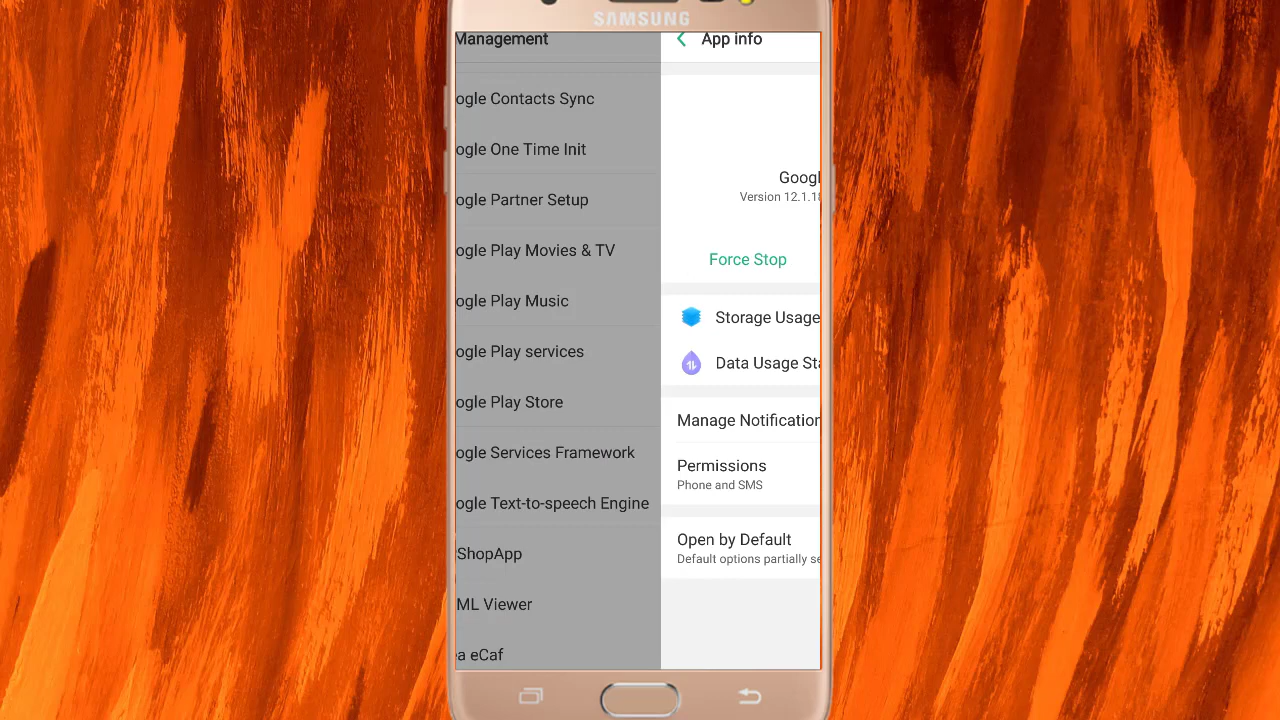 SAMSUNG
Management
ogle Contacts Sync
ogle One Time Init
ogle Partner Setup
ogle Play Movies & TV
ogle Play Music
ogle Play services
ogle Play Store
ogle Services Framework
ogle Text-to-speech Engine
ShopApp
ML Viewer
a eCaf
App info
Googl
Version 12.1.18
Force Stop
Storage Usage
Data Usage Sta
Manage Notification
Permissions
Phone and SMS
Open by Default
Default options partially se